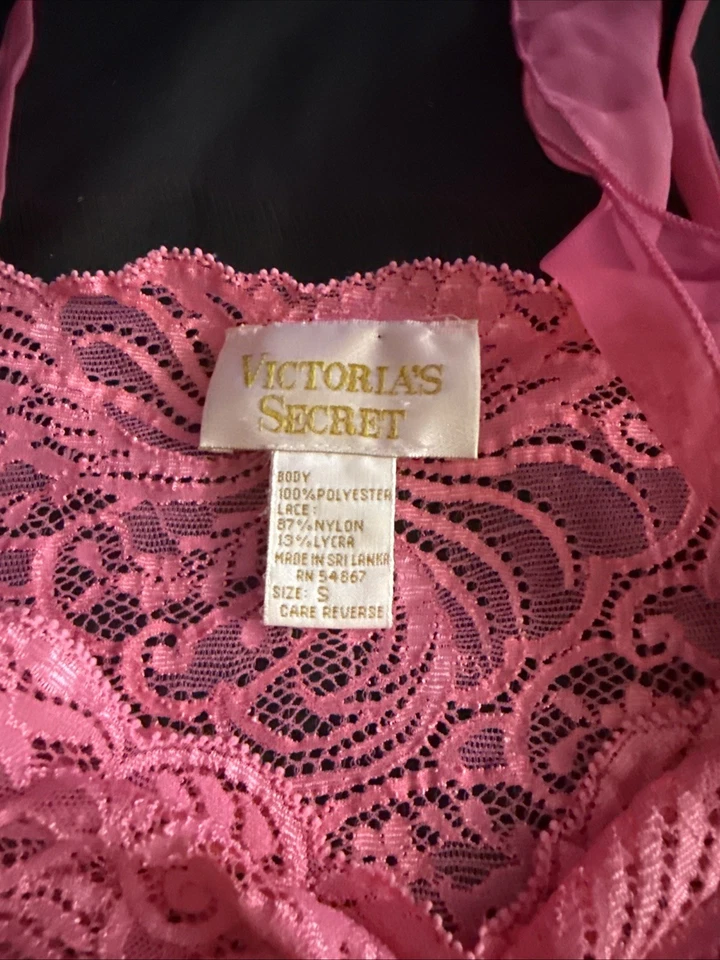 VICTORIA'S
SECRET
BODY
100%POLYESTER
LACE:
87%NYLON
13%LYCRA
MADE IN SRI LANKA
RN 54867
SIZE: S
CARE REVERSE